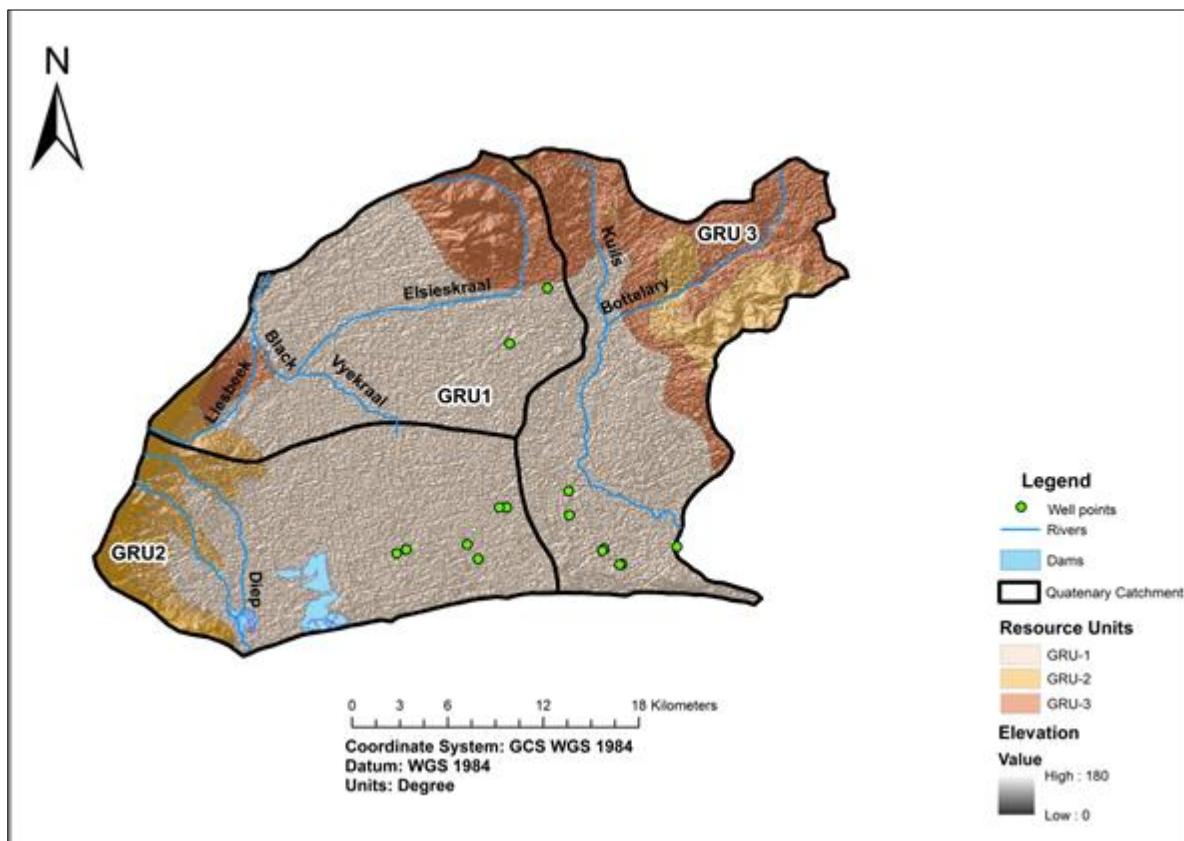 N
Kuils
GRU 3
Elsieskraal
Bottelary
Black
Vyekraal
Liesbeek
GRU1
GRU2
Diep
Legend
Well points
Rivers
Dams
Quatenary Catchment
Resource Units
GRU-1
GRU-2
GRU-3
Elevation
Value
High : 180
Low : 0
0 3 6 12 18 Kilometers
Coordinate System: GCS WGS 1984
Datum: WGS 1984
Units: Degree